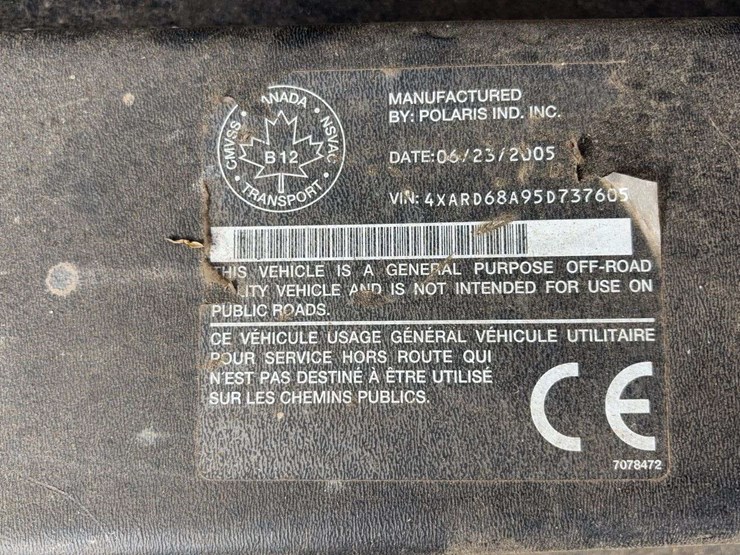 CANADA
CMVSS
NSVAC
B 12
TRANSPORT
MANUFACTURED
BY: POLARIS IND. INC.
DATE:06/23/2005
VIN: 4XARD68A95D737605
THIS VEHICLE IS A GENERAL PURPOSE OFF-ROAD
LITY VEHICLE AND IS NOT INTENDED FOR USE ON
PUBLIC ROADS.
CE VÉHICULE USAGE GÉNÉRAL VÉHICULE UTILITAIRE
POUR SERVICE HORS ROUTE QUI
N'EST PAS DESTINÉ À ÊTRE UTILISÉ
SUR LES CHEMINS PUBLICS.
CE
7078472